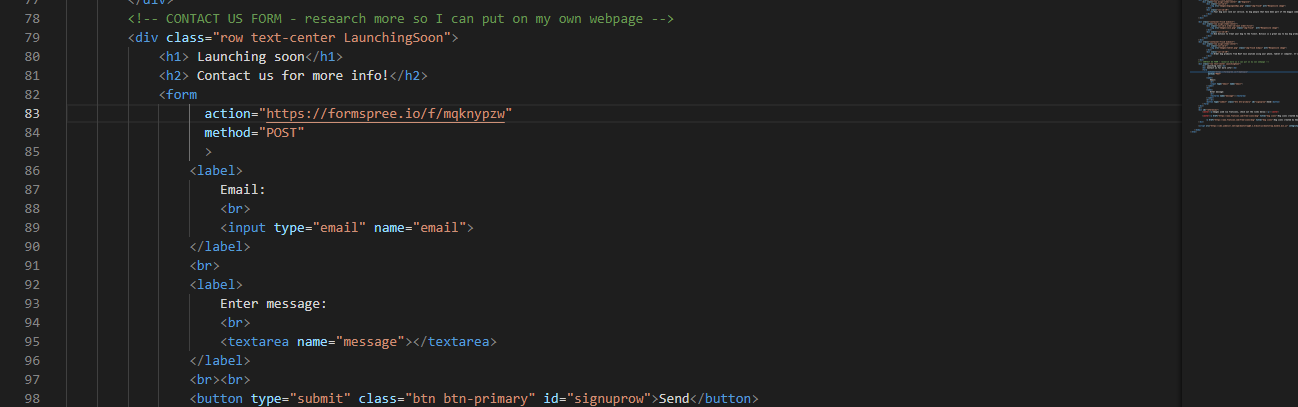 77 </div>
78 <!-- CONTACT US FORM - research more so I can put on my own webpage -->
79 <div class="row text-center LaunchingSoon">
80 <h1> Launching soon</h1>
81 <h2> Contact us for more info!</h2>
82 <form
83 action="https://formspree.io/f/mqknypzw"
84 method="POST"
85 >
86 <label>
87 Email:
88 <br>
89 <input type="email" name="email">
90 </label>
91 <br>
92 <label>
93 Enter message:
94 <br>
95 <textarea name="message"></textarea>
96 </label>
97 <br><br>
98 <button type="submit" class="btn btn-primary" id="signuprow">Send</button>